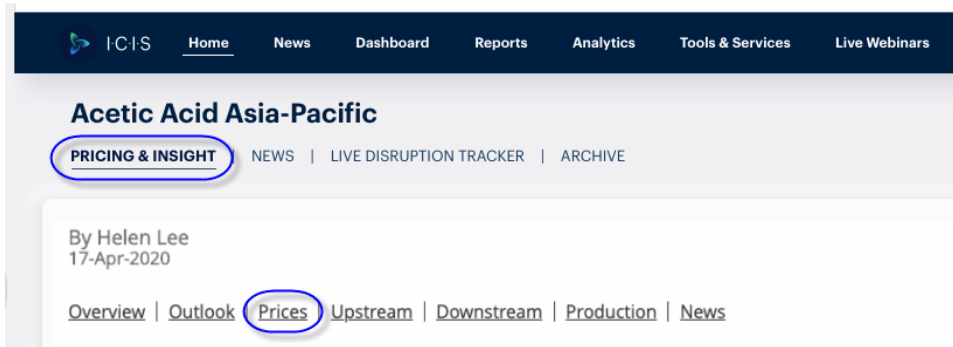 I·C·I·S Home News Dashboard Reports Analytics Tools & Services Live Webinars
Acetic Acid Asia-Pacific
PRICING & INSIGHT | NEWS | LIVE DISRUPTION TRACKER | ARCHIVE
By Helen Lee
17-Apr-2020
Overview | Outlook | Prices | Upstream | Downstream | Production | News